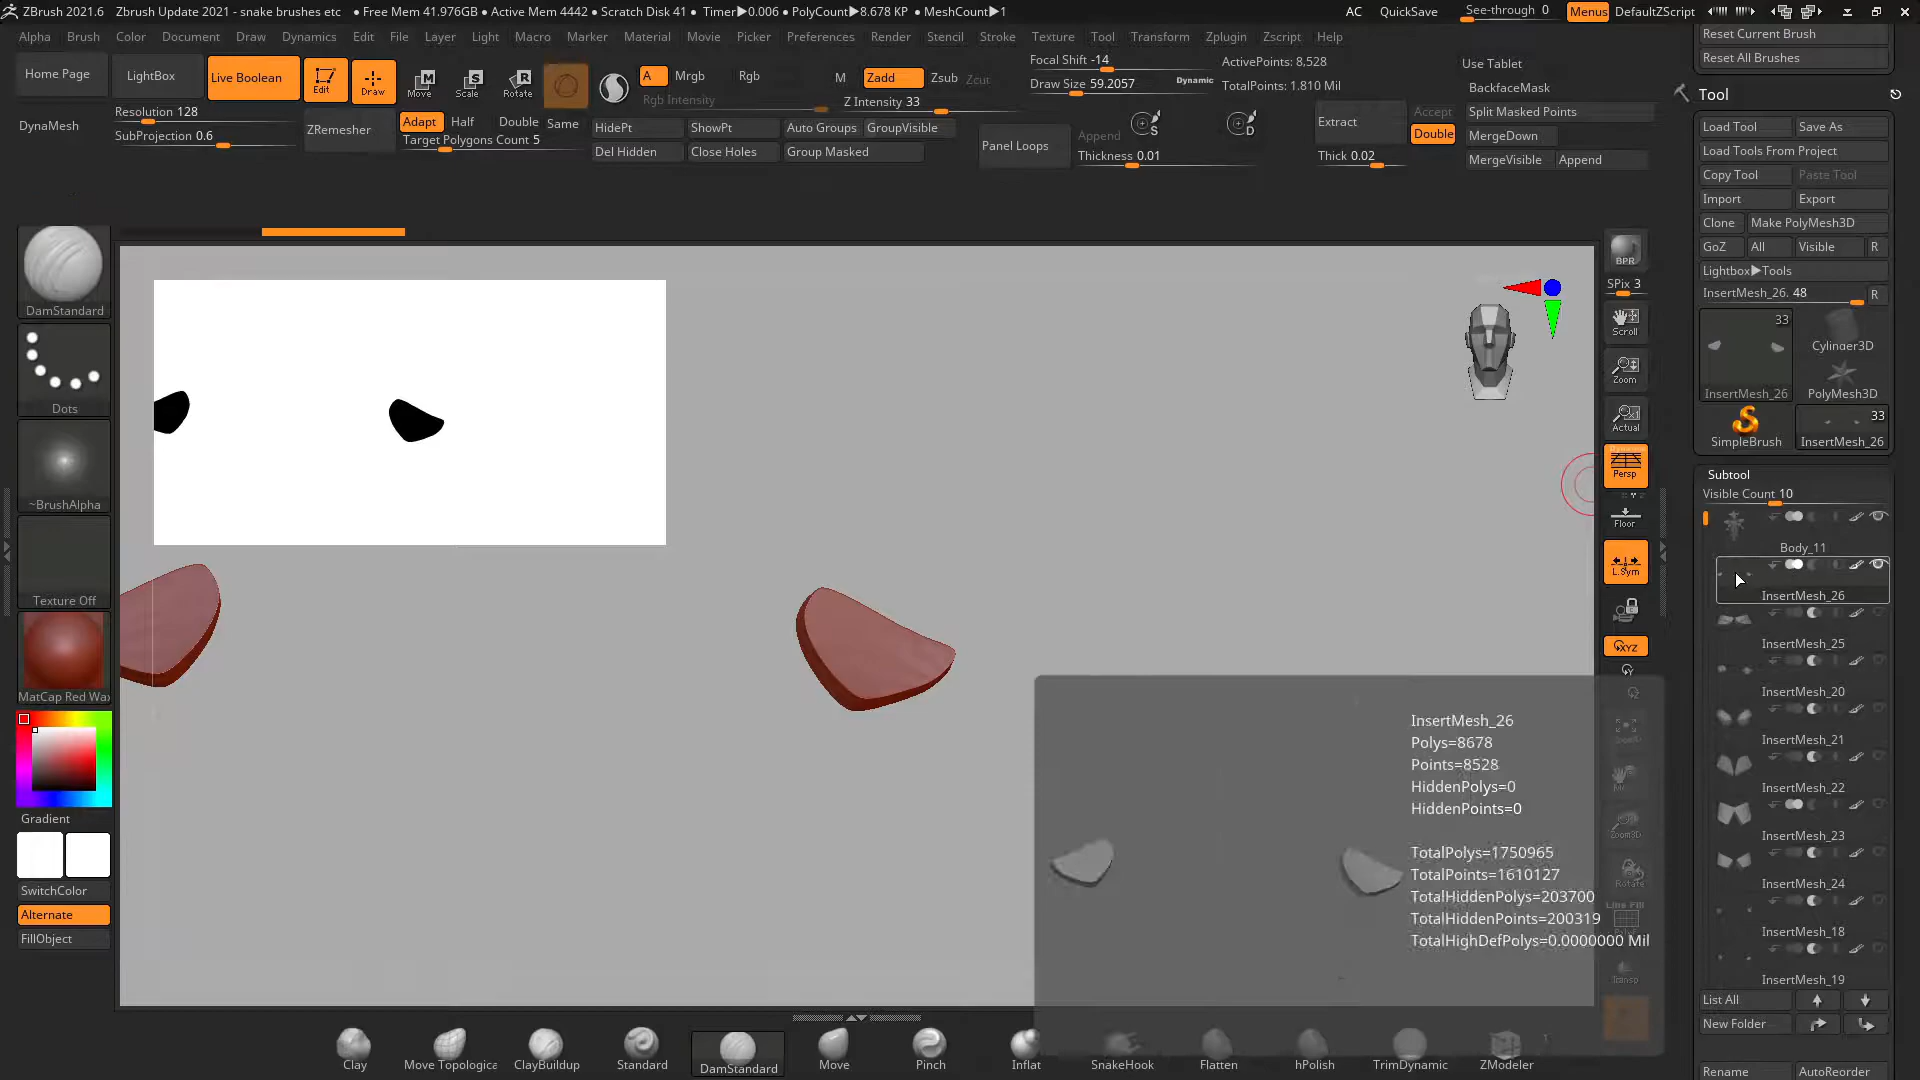 ZBrush 2021.6 Zbrush Update 2021 - snake brushes etc • Free Mem 41.976GB • Active Mem 4442 • Scratch Disk 41 • Timer▶0.006 • PolyCount▶8.678 KP • MeshCount▶1 AC QuickSave See-through 0 Menus DefaultZScript
Alpha Brush Color Document Draw Dynamics Edit File Layer Light Macro Marker Material Movie Picker Preferences Render Stencil Stroke Texture Tool Transform Zplugin Zscript Help
Home Page LightBox Live Boolean Edit Draw Move Scale Rotate A Mrgb Rgb M Zadd Zsub Zcut
Rgb Intensity Z Intensity 33
Focal Shift -14
Draw Size 59.2057 Dynamic
ActivePoints: 8,528
TotalPoints: 1.810 Mil
Use Tablet
BackfaceMask
Split Masked Points
MergeDown
MergeVisible Append
DynaMesh
Resolution 128
SubProjection 0.6
ZRemesher
Adapt Half Double Same
Target Polygons Count 5
HidePt ShowPt Auto Groups GroupVisible
Del Hidden Close Holes Group Masked
Panel Loops
Append S D
Thickness 0.01
Extract Accept
Double
Thick 0.02
DamStandard
Dots
~BrushAlpha
Texture Off
MatCap Red Wax
Gradient
SwitchColor
Alternate
FillObject
BPR
SPix 3
Scroll
Zoom
Actual
Dynamic
Persp
Floor
L.Sym
XYZ
Zoom3D
Rotate
Line Fill
Transp
InsertMesh_26
Polys=8678
Points=8528
HiddenPolys=0
HiddenPoints=0
TotalPolys=1750965
TotalPoints=1610127
TotalHiddenPolys=203700
TotalHiddenPoints=200319
TotalHighDefPolys=0.0000000 Mil
Reset Current Brush
Reset All Brushes
Tool
Load Tool Save As
Load Tools From Project
Copy Tool Paste Tool
Import Export
Clone Make PolyMesh3D
GoZ All Visible R
Lightbox▶Tools
InsertMesh_26. 48 R
33
Cylinder3D
InsertMesh_26 PolyMesh3D
33
SimpleBrush InsertMesh_26
Subtool
Visible Count 10
Body_11
InsertMesh_26
InsertMesh_25
InsertMesh_20
InsertMesh_21
InsertMesh_22
InsertMesh_23
InsertMesh_24
InsertMesh_18
InsertMesh_19
List All
New Folder
Rename AutoReorder
Clay Move Topologica ClayBuildup Standard DamStandard Move Pinch Inflat SnakeHook Flatten hPolish TrimDynamic ZModeler